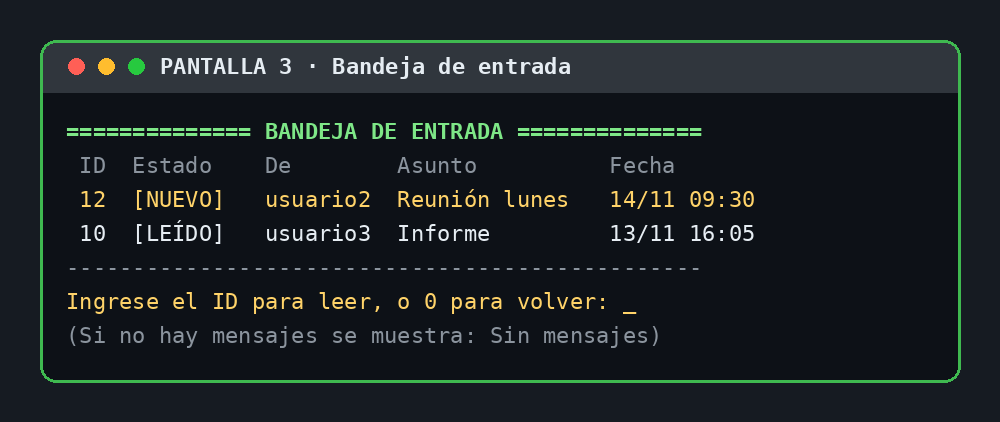 PANTALLA 3 · Bandeja de entrada
============== BANDEJA DE ENTRADA ==============
ID  Estado    De        Asunto          Fecha
12  [NUEVO]   usuario2  Reunión lunes   14/11 09:30
10  [LEÍDO]   usuario3  Informe         13/11 16:05
------------------------------------------------
Ingrese el ID para leer, o 0 para volver: _
(Si no hay mensajes se muestra: Sin mensajes)